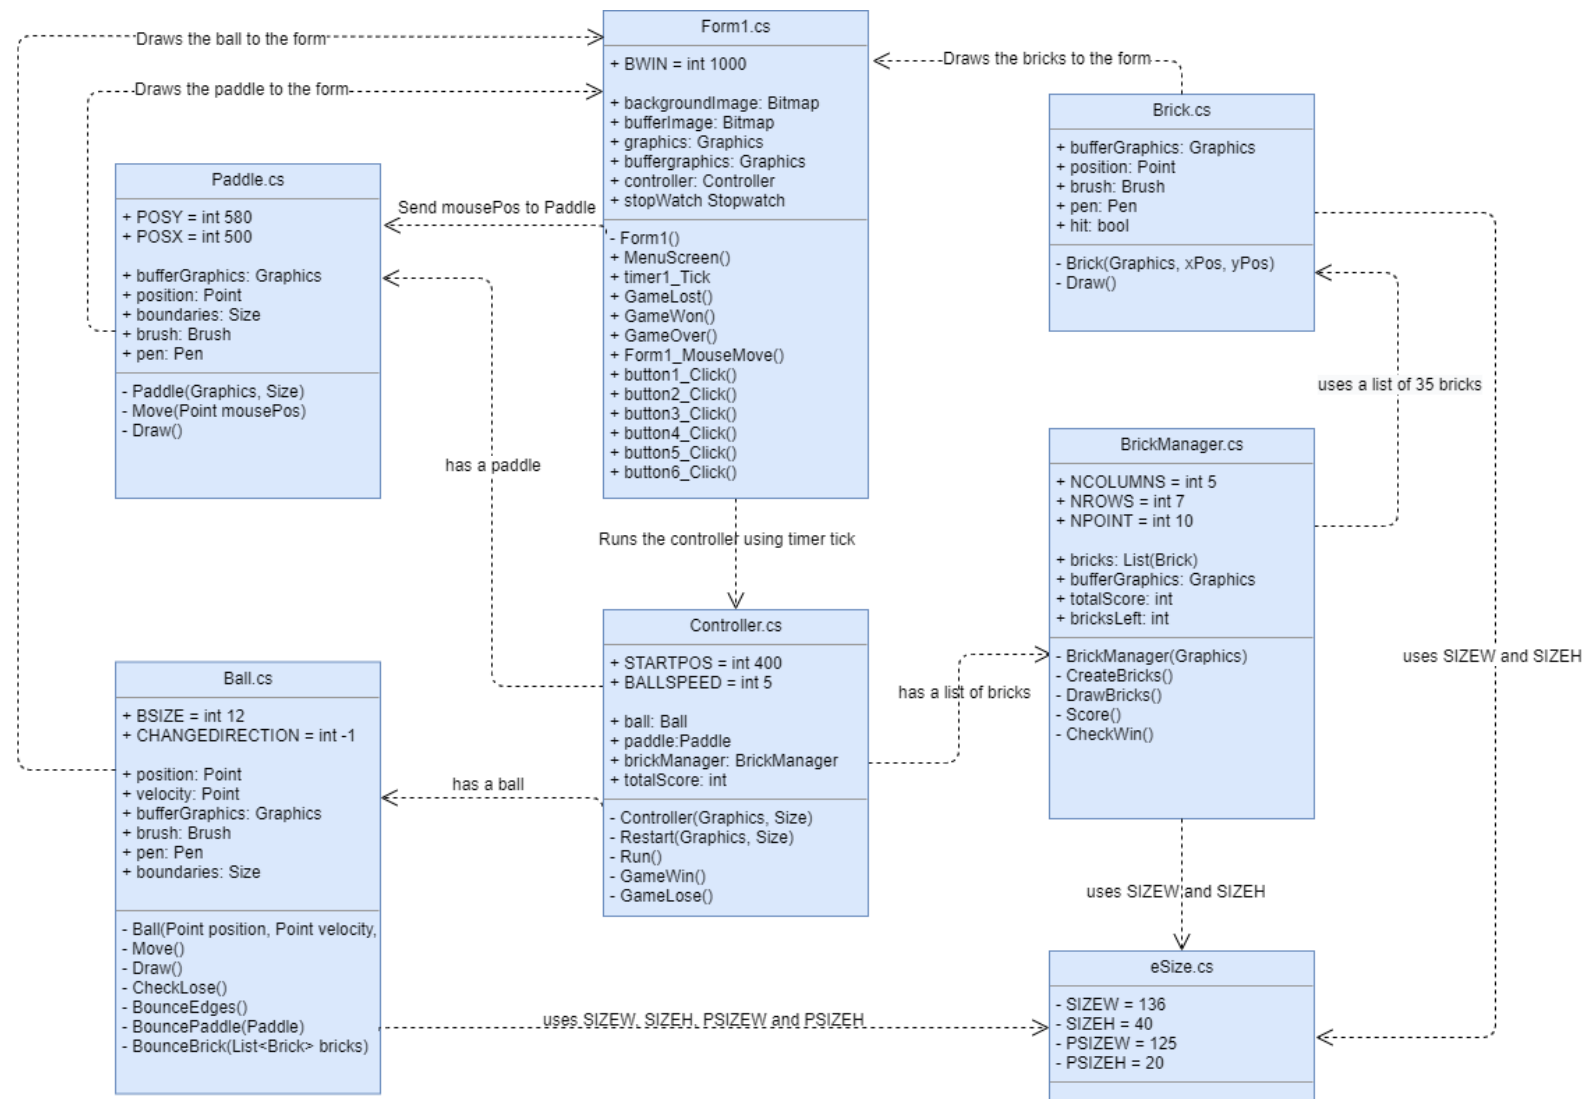 Form1.cs
+ BWIN = int 1000
+ backgroundImage: Bitmap
+ bufferImage: Bitmap
+ graphics: Graphics
+ buffergraphics: Graphics
+ controller: Controller
+ stopWatch Stopwatch
- Form1()
+ MenuScreen()
+ timer1_Tick
+ GameLost()
+ GameWon()
+ GameOver()
+ Form1_MouseMove()
+ button1_Click()
+ button2_Click()
+ button3_Click()
+ button4_Click()
+ button5_Click()
+ button6_Click()
Draws the ball to the form
Draws the paddle to the form
Draws the bricks to the form
Send mousePos to Paddle
Paddle.cs
+ POSY = int 580
+ POSX = int 500
+ bufferGraphics: Graphics
+ position: Point
+ boundaries: Size
+ brush: Brush
+ pen: Pen
- Paddle(Graphics, Size)
- Move(Point mousePos)
- Draw()
Brick.cs
+ bufferGraphics: Graphics
+ position: Point
+ brush: Brush
+ pen: Pen
+ hit: bool
- Brick(Graphics, xPos, yPos)
- Draw()
uses a list of 35 bricks
has a paddle
Runs the controller using timer tick
BrickManager.cs
+ NCOLUMNS = int 5
+ NROWS = int 7
+ NPOINT = int 10
+ bricks: List(Brick)
+ bufferGraphics: Graphics
+ totalScore: int
+ bricksLeft: int
- BrickManager(Graphics)
- CreateBricks()
- DrawBricks()
- Score()
- CheckWin()
uses SIZEW and SIZEH
Controller.cs
+ STARTPOS = int 400
+ BALLSPEED = int 5
+ ball: Ball
+ paddle:Paddle
+ brickManager: BrickManager
+ totalScore: int
- Controller(Graphics, Size)
- Restart(Graphics, Size)
- Run()
- GameWin()
- GameLose()
has a list of bricks
has a ball
Ball.cs
+ BSIZE = int 12
+ CHANGEDIRECTION = int -1
+ position: Point
+ velocity: Point
+ bufferGraphics: Graphics
+ brush: Brush
+ pen: Pen
+ boundaries: Size
- Ball(Point position, Point velocity,
- Move()
- Draw()
- CheckLose()
- BounceEdges()
- BouncePaddle(Paddle)
- BounceBrick(List<Brick> bricks)
uses SIZEW and SIZEH
uses SIZEW, SIZEH, PSIZEW and PSIZEH
eSize.cs
- SIZEW = 136
- SIZEH = 40
- PSIZEW = 125
- PSIZEH = 20